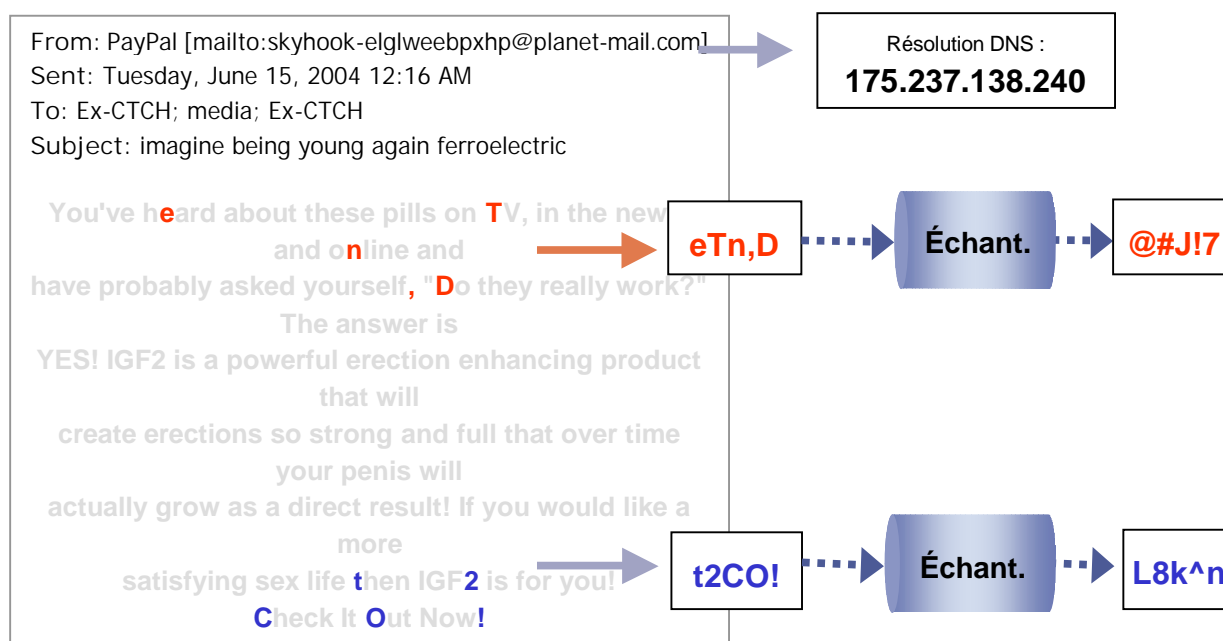 From: PayPal [mailto:skyhook-elglweebpxhp@planet-mail.com]
Sent: Tuesday, June 15, 2004 12:16 AM
To: Ex-CTCH; media; Ex-CTCH
Subject: imagine being young again ferroelectric
Résolution DNS :
175.237.138.240
You've heard about these pills on TV, in the new
and online and
have probably asked yourself, "Do they really work?"
The answer is
YES! IGF2 is a powerful erection enhancing product
that will
create erections so strong and full that over time
your penis will
actually grow as a direct result! If you would like a
more
satisfying sex life then IGF2 is for you!
Check It Out Now!
eTn,D
Échant.
@#J!7
t2CO!
Échant.
L8k^n